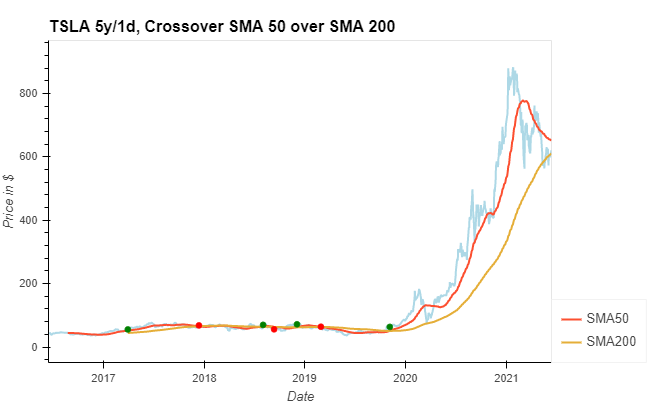 TSLA 5y/1d, Crossover SMA 50 over SMA 200
Price in $
800
600
400
200
0
2017 2018 2019 2020 2021
Date
SMA50
SMA200